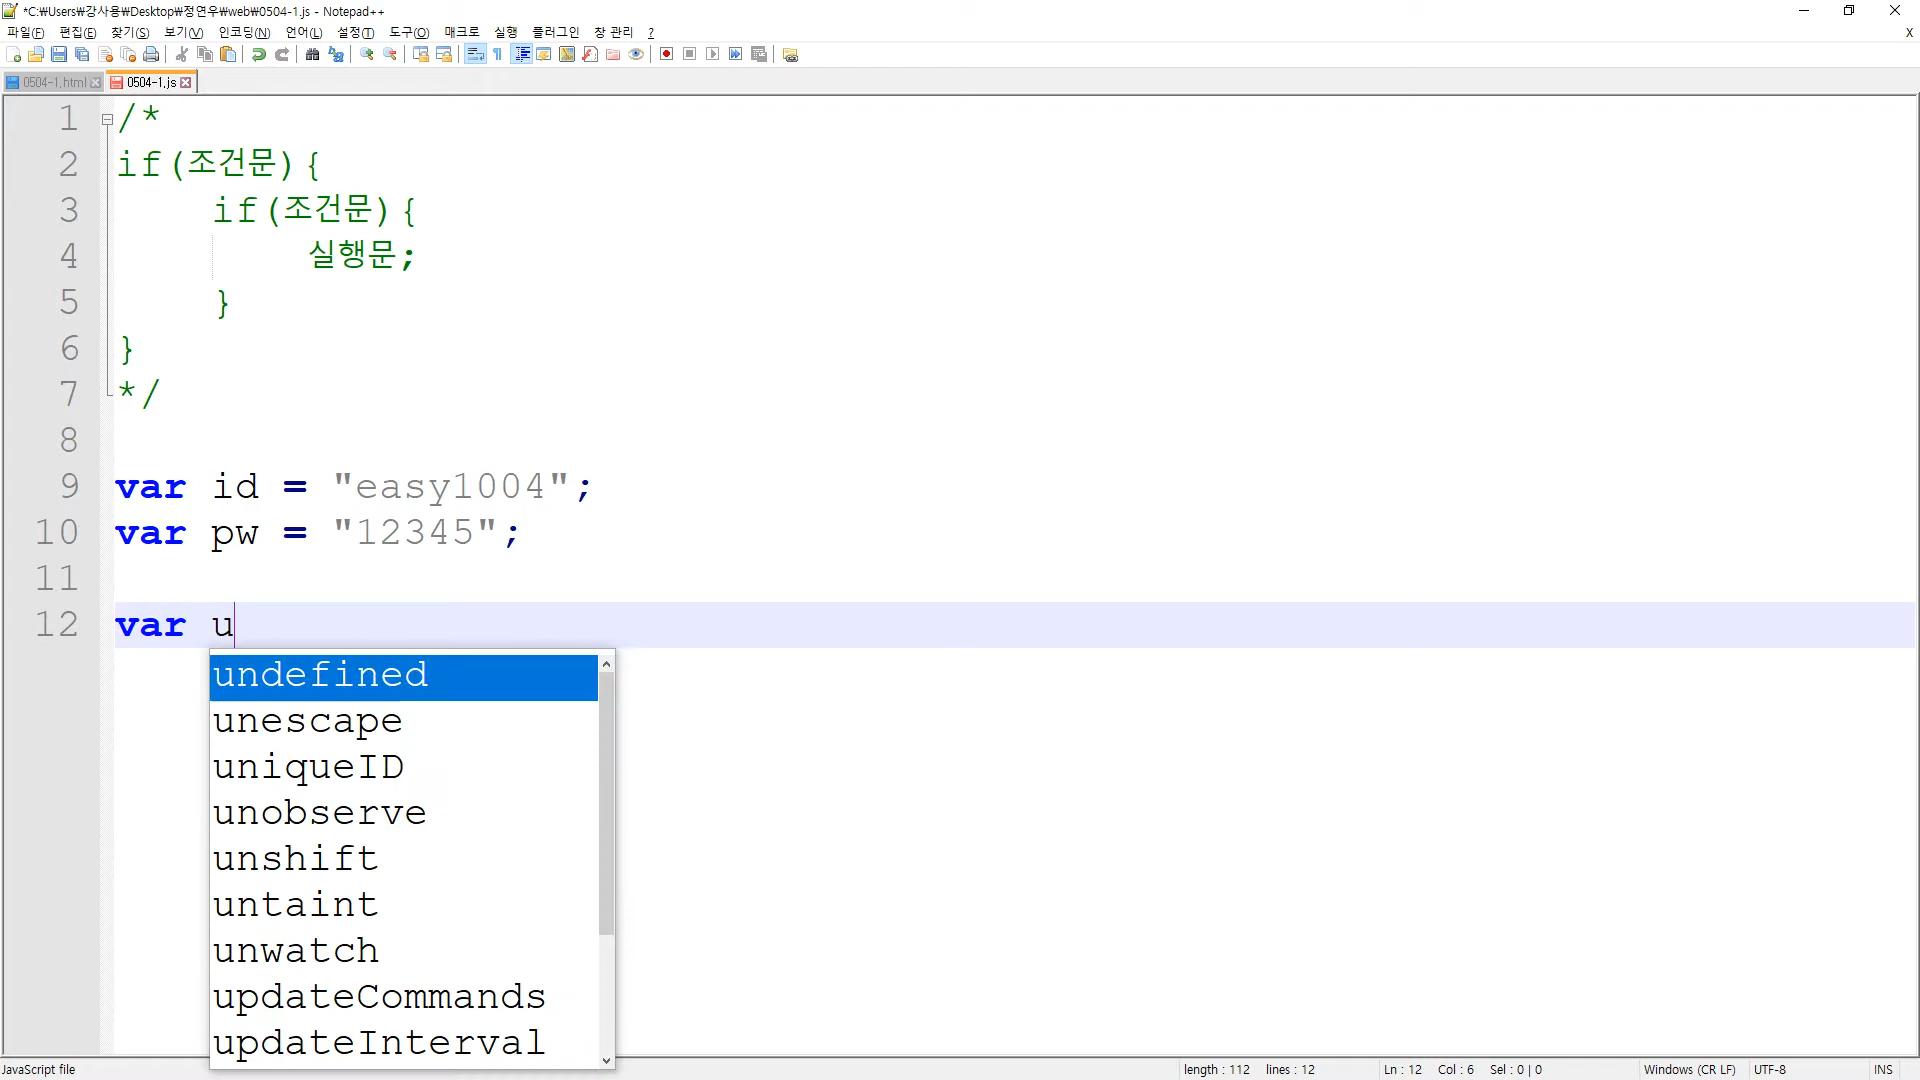 *C:₩Users₩강사용₩Desktop₩정연우₩web₩0504-1.js - Notepad++
파일(F) 편집(E) 찾기(S) 보기(V) 인코딩(N) 언어(L) 설정(T) 도구(O) 매크로 실행 플러그인 창 관리 ? X
0504-1.html 0504-1.js
1 /*
2 if(조건문){
3 if(조건문){
4 실행문;
5 }
6 }
7 */
8
9 var id = "easy1004";
10 var pw = "12345";
11
12 var u
undefined
unescape
uniqueID
unobserve
unshift
untaint
unwatch
updateCommands
updateInterval
JavaScript file length : 112 lines : 12 Ln : 12 Col : 6 Sel : 0 | 0 Windows (CR LF) UTF-8 INS